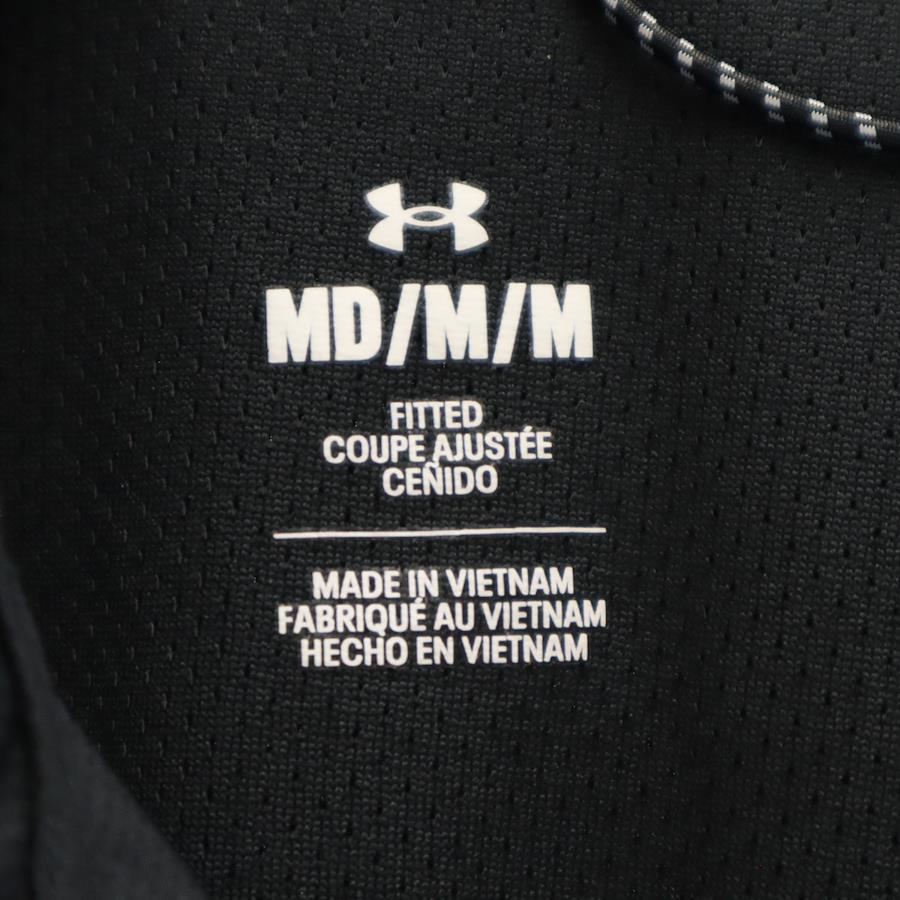 MD/M/M
FITTED
COUPE AJUSTÉE
CEÑIDO
MADE IN VIETNAM
FABRIQUÉ AU VIETNAM
HECHO EN VIETNAM